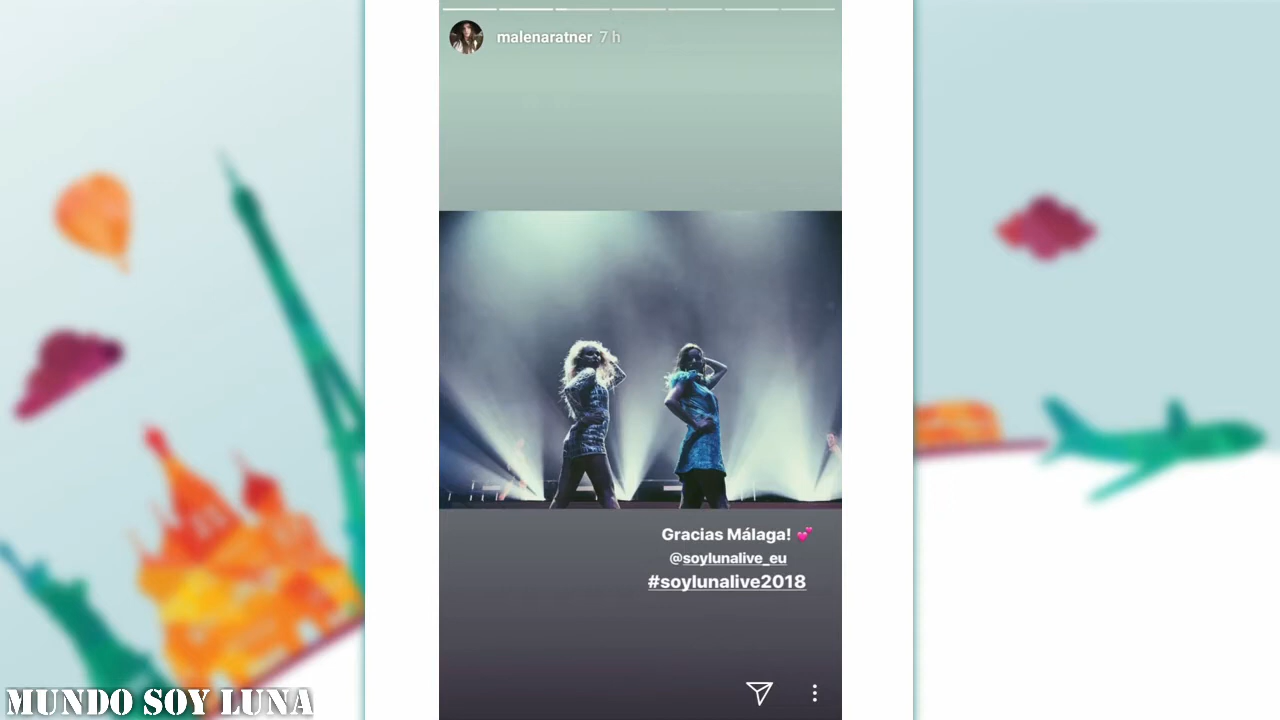 malenaratner 7 h
Gracias Málaga! 💕
@soylunalive_eu
#soylunalive2018
MUNDO SOY LUNA